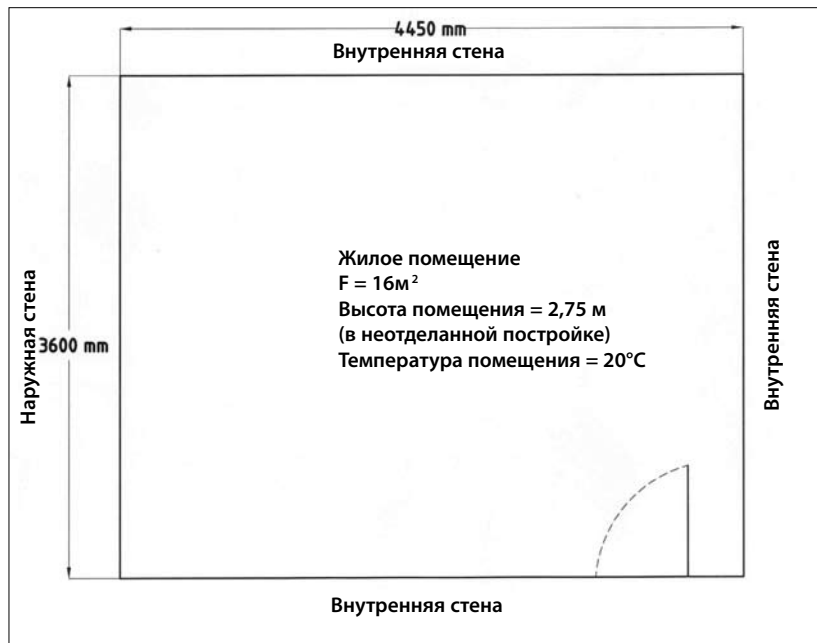 4450 mm
Внутренняя стена
Наружная стена
3600 mm
Жилое помещение
F = 16м²
Высота помещения = 2,75 м
(в неотделанной постройке)
Температура помещения = 20°C
Внутренняя стена
Внутренняя стена